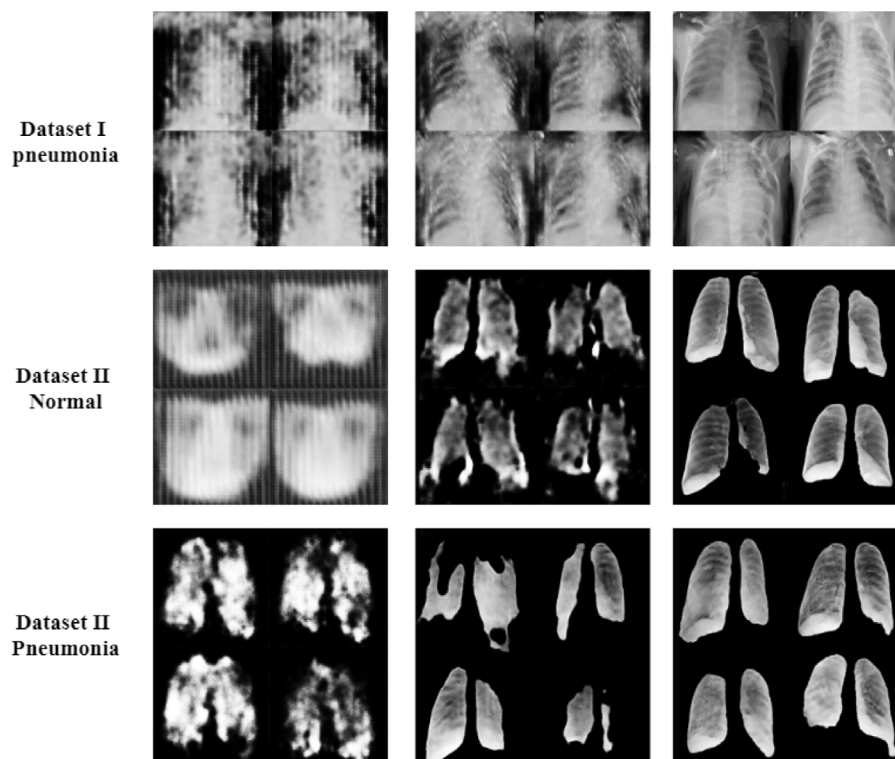 Dataset I
pneumonia
Dataset II
Normal
Dataset II
Pneumonia